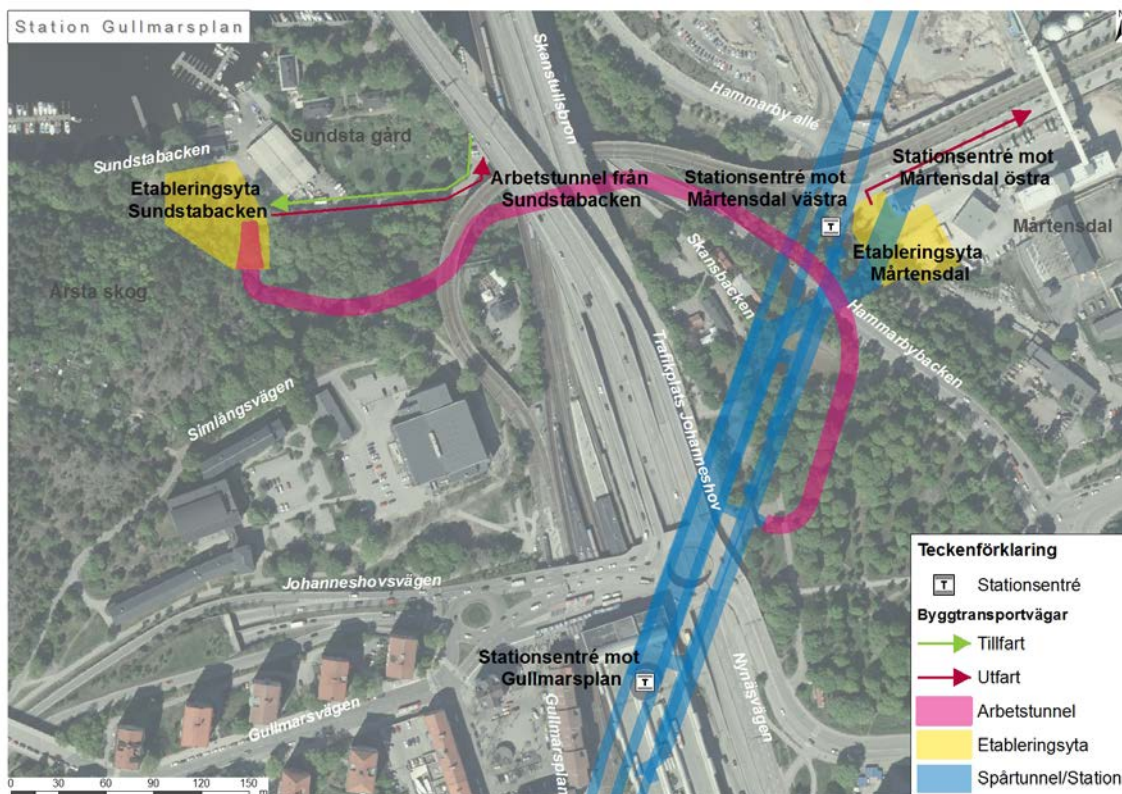 Station Gullmarsplan
N
Skanstullsbron
Hammarby allé
Sundsta gård
Sundstabacken
Etableringsyta
Sundstabacken
Arbetstunnel från
Sundstabacken
Stationsentré mot
Mårtensdal västra
Stationsentré mot
Mårtensdal östra
T
Mårtensdal
Etableringsyta
Mårtensdal
Årsta skog
Skansbacken
Hammarbybacken
Trafikplats Johanneshov
Simlångsvägen
Johanneshovsvägen
Stationsentré mot
Gullmarsplan
T
Gullmarsvägen
Gullmarsplan
Nynäsvägen
0 30 60 90 120 150
m
Teckenförklaring
T Stationsentré
Byggtransportvägar
Tillfart
Utfart
Arbetstunnel
Etableringsyta
Spårtunnel/Station